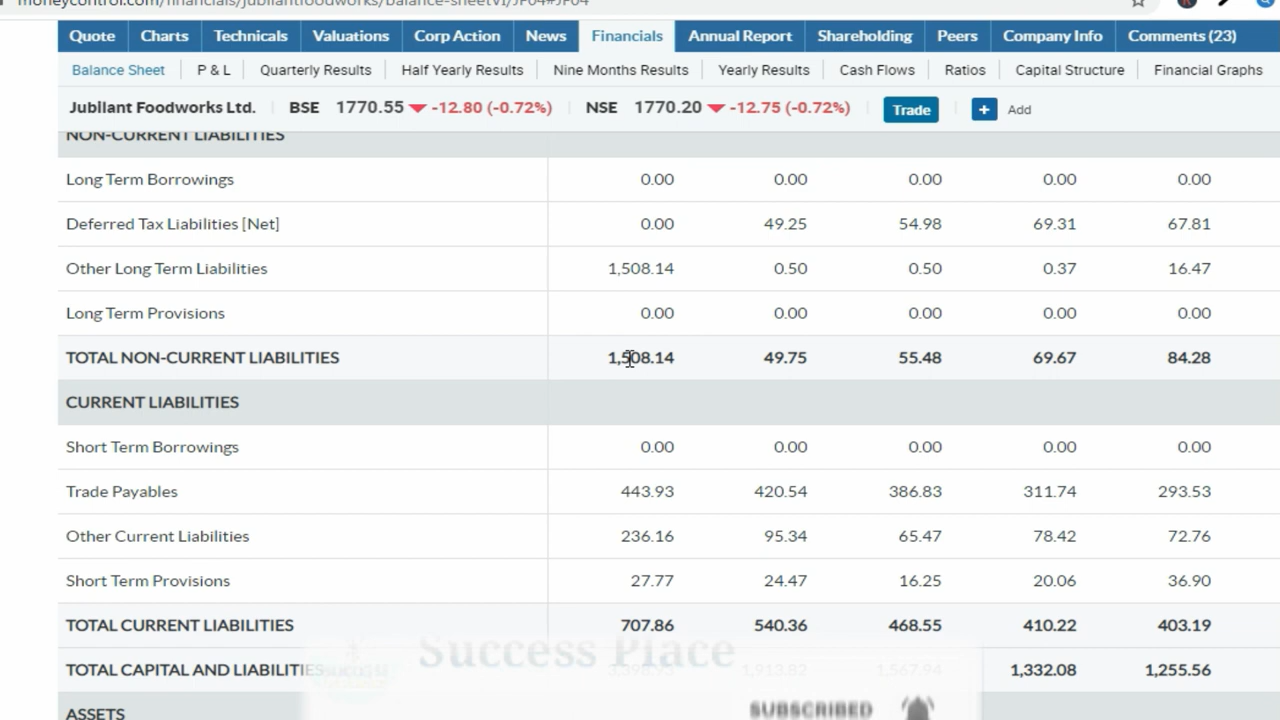 moneycontrol.com/financials/jubilantfoodworks/balance-sheetVI/JF04#JF04
Quote Charts Technicals Valuations Corp Action News Financials Annual Report Shareholding Peers Company Info Comments (23)
Balance Sheet P & L Quarterly Results Half Yearly Results Nine Months Results Yearly Results Cash Flows Ratios Capital Structure Financial Graphs
Jubilant Foodworks Ltd. BSE 1770.55 -12.80 (-0.72%) NSE 1770.20 -12.75 (-0.72%) Trade + Add
NON-CURRENT LIABILITIES
Long Term Borrowings 0.00 0.00 0.00 0.00 0.00
Deferred Tax Liabilities [Net] 0.00 49.25 54.98 69.31 67.81
Other Long Term Liabilities 1,508.14 0.50 0.50 0.37 16.47
Long Term Provisions 0.00 0.00 0.00 0.00 0.00
TOTAL NON-CURRENT LIABILITIES 1,508.14 49.75 55.48 69.67 84.28
CURRENT LIABILITIES
Short Term Borrowings 0.00 0.00 0.00 0.00 0.00
Trade Payables 443.93 420.54 386.83 311.74 293.53
Other Current Liabilities 236.16 95.34 65.47 78.42 72.76
Short Term Provisions 27.77 24.47 16.25 20.06 36.90
TOTAL CURRENT LIABILITIES 707.86 540.36 468.55 410.22 403.19
Success Place
TOTAL CAPITAL AND LIABILITIES 1,913.82 1,567.94 1,332.08 1,255.56
SUBSCRIBED
ASSETS